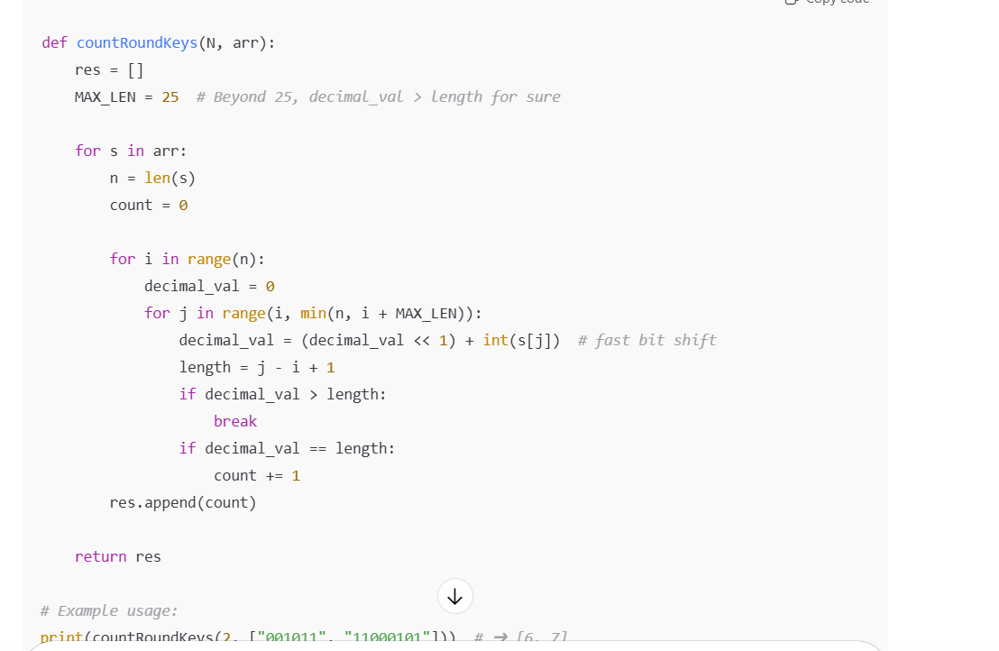 Copy code
def countRoundKeys(N, arr):
    res = []
    MAX_LEN = 25  # Beyond 25, decimal_val > length for sure

    for s in arr:
        n = len(s)
        count = 0

        for i in range(n):
            decimal_val = 0
            for j in range(i, min(n, i + MAX_LEN)):
                decimal_val = (decimal_val << 1) + int(s[j])  # fast bit shift
                length = j - i + 1
                if decimal_val > length:
                    break
                if decimal_val == length:
                    count += 1
        res.append(count)

    return res

# Example usage:
print(countRoundKeys(2, ["001011", "11000101"]))  # → [6, 7]